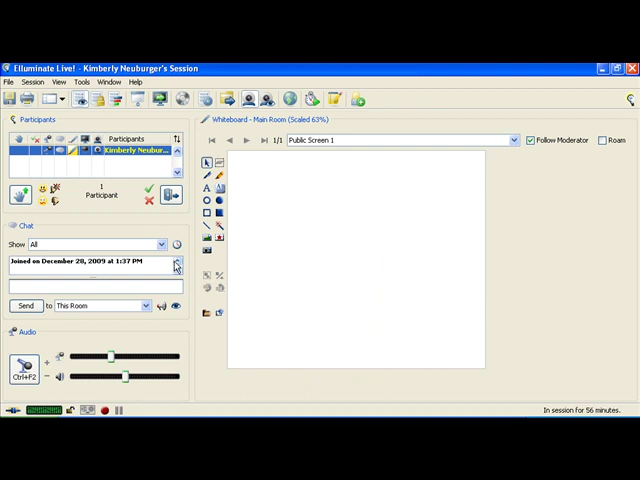 Elluminate Live! - Kimberly Neuburger's Session
File Session View Tools Window Help
Participants
Participants
Kimberly Neubur...
1
Participant
Chat
Show All
Joined on December 28, 2009 at 1:37 PM
Send to This Room
Audio
Ctrl+F2
Whiteboard - Main Room (Scaled 63%)
1/1 Public Screen 1 Follow Moderator Roam
A A
In session for 56 minutes.